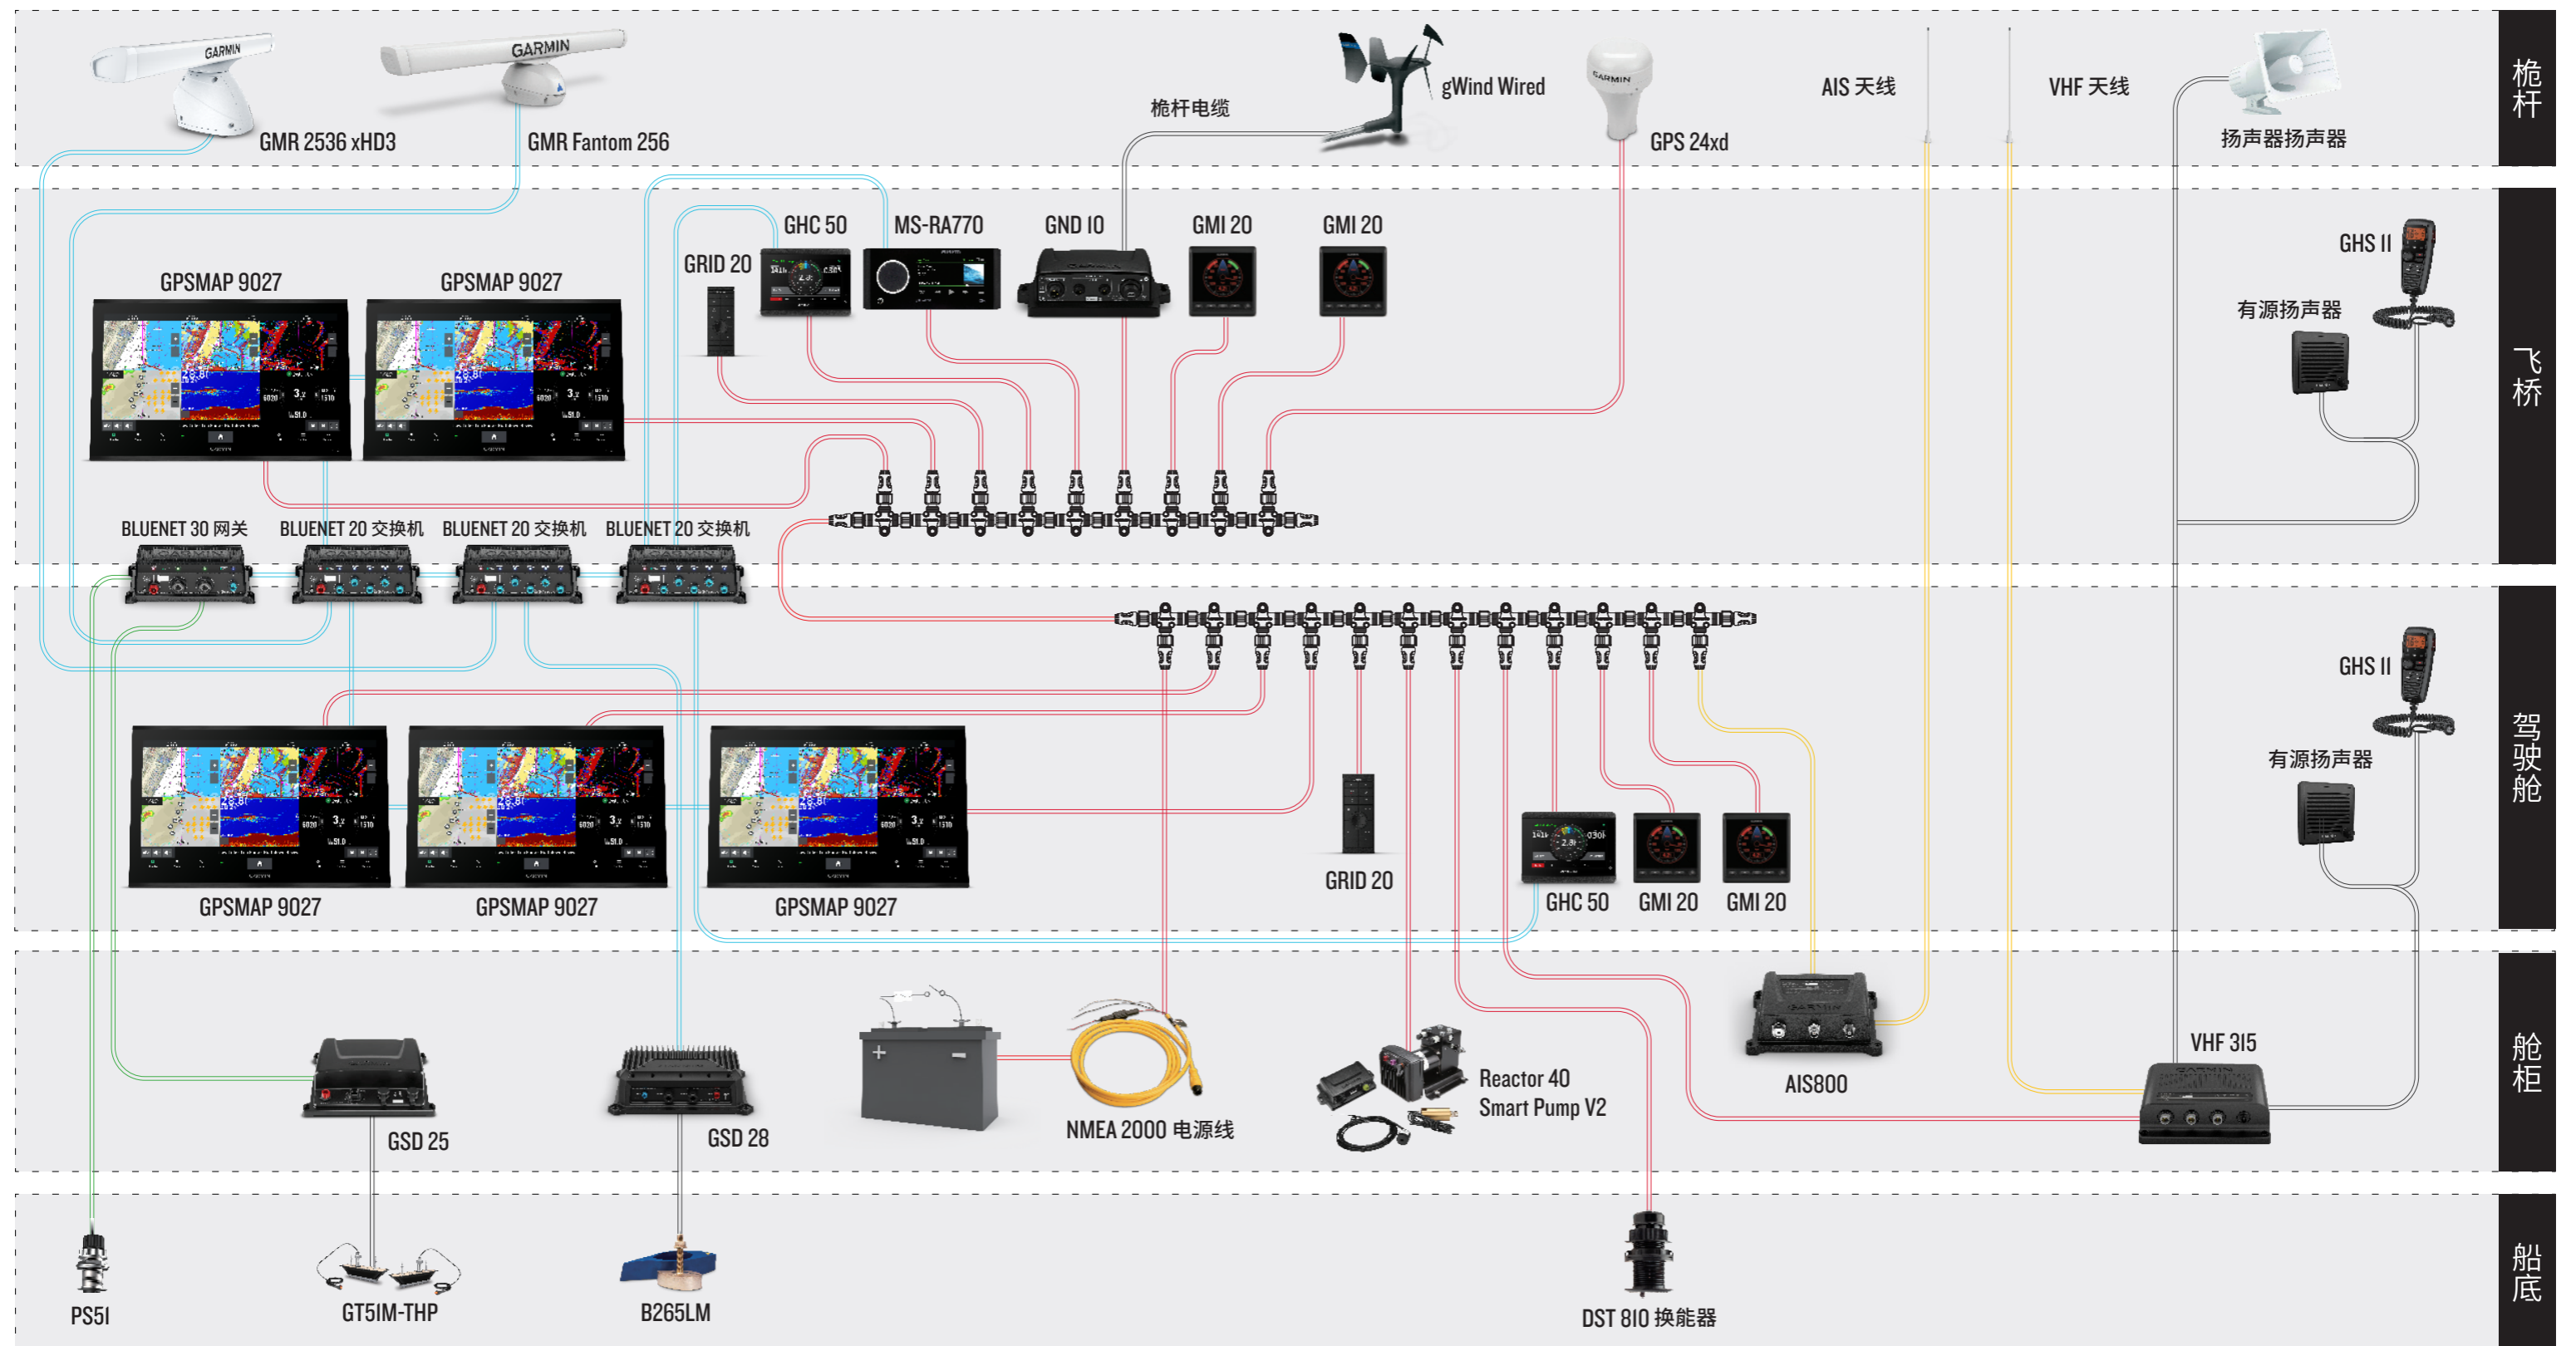 GARMIN
GARMIN
GMR 2536 xHD3
GMR Fantom 256
桅杆电缆
gWind Wired
GARMIN
GPS 24xd
AIS 天线
VHF 天线
扬声器扬声器
桅杆
GPSMAP 9027
GPSMAP 9027
GRID 20
GHC 50
MS-RA770
GND 10
GMI 20
GMI 20
GHS 11
有源扬声器
飞桥
BLUENET 30 网关
BLUENET 20 交换机
BLUENET 20 交换机
BLUENET 20 交换机
GPSMAP 9027
GPSMAP 9027
GPSMAP 9027
GRID 20
GHC 50
GMI 20
GMI 20
GHS 11
有源扬声器
驾驶舱
GSD 25
GSD 28
NMEA 2000 电源线
Reactor 40
Smart Pump V2
AIS800
VHF 315
GARMIN
舱柜
PS51
GT51M-THP
B265LM
DST 810 换能器
船底